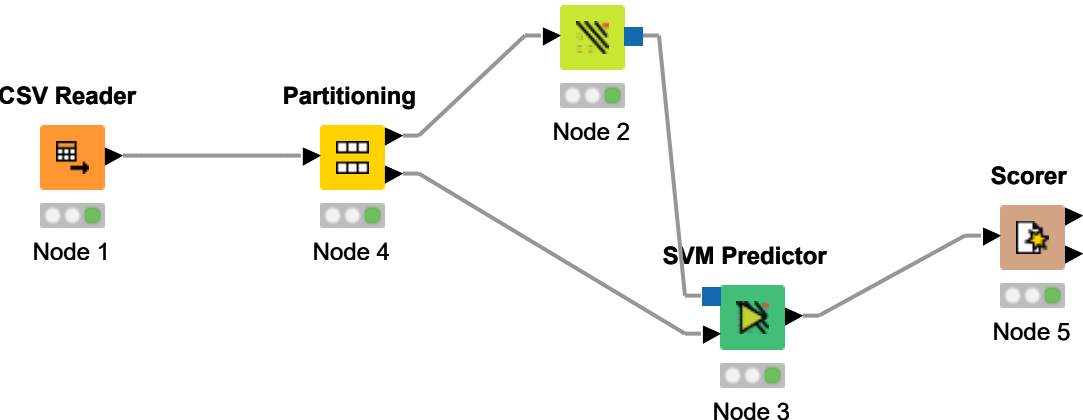 CSV Reader
Partitioning
Node 2
Node 1
Node 4
Scorer
SVM Predictor
Node 5
Node 3